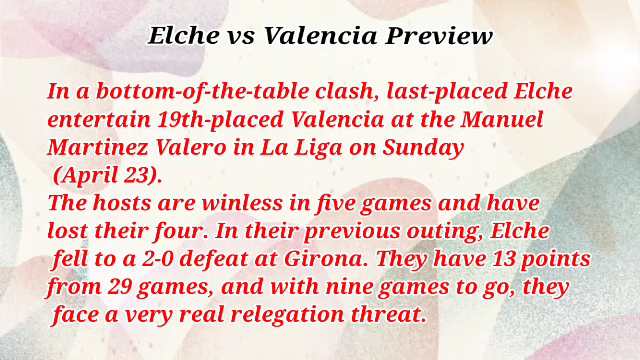 Elche vs Valencia Preview
In a bottom-of-the-table clash, last-placed Elche
entertain 19th-placed Valencia at the Manuel
Martinez Valero in La Liga on Sunday
(April 23).
The hosts are winless in five games and have
lost their four. In their previous outing, Elche
fell to a 2-0 defeat at Girona. They have 13 points
from 29 games, and with nine games to go, they
face a very real relegation threat.